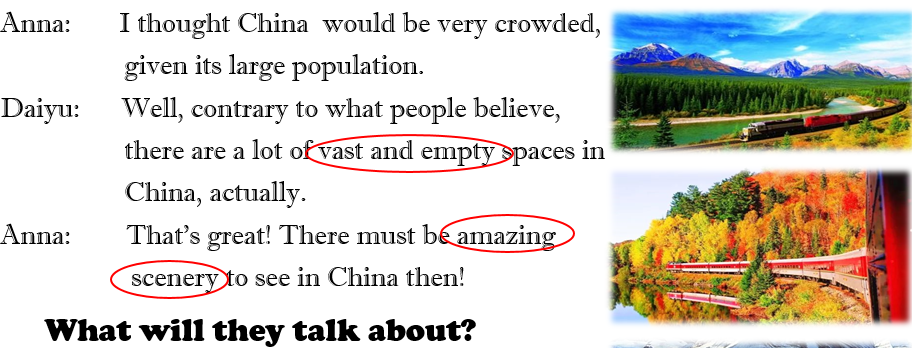 Anna: I thought China would be very crowded,
given its large population.
Daiyu: Well, contrary to what people believe,
there are a lot of vast and empty spaces in
China, actually.
Anna: That's great! There must be amazing
scenery to see in China then!
What will they talk about?